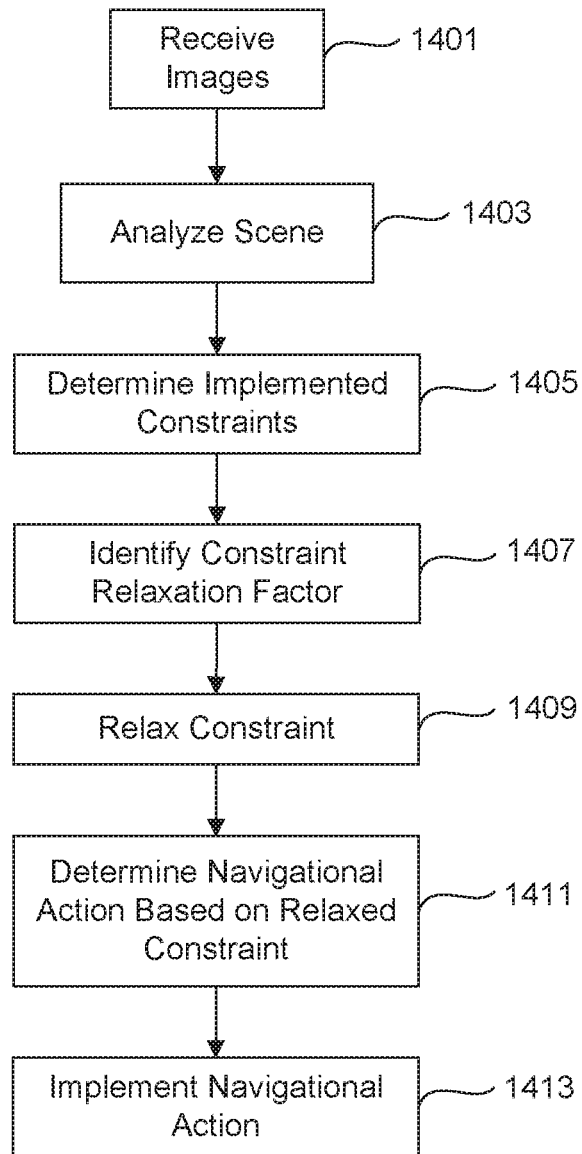 Receive
Images
1401
Analyze Scene
1403
Determine Implemented
Constraints
1405
Identify Constraint
Relaxation Factor
1407
Relax Constraint
1409
Determine Navigational
Action Based on Relaxed
Constraint
1411
Implement Navigational
Action
1413